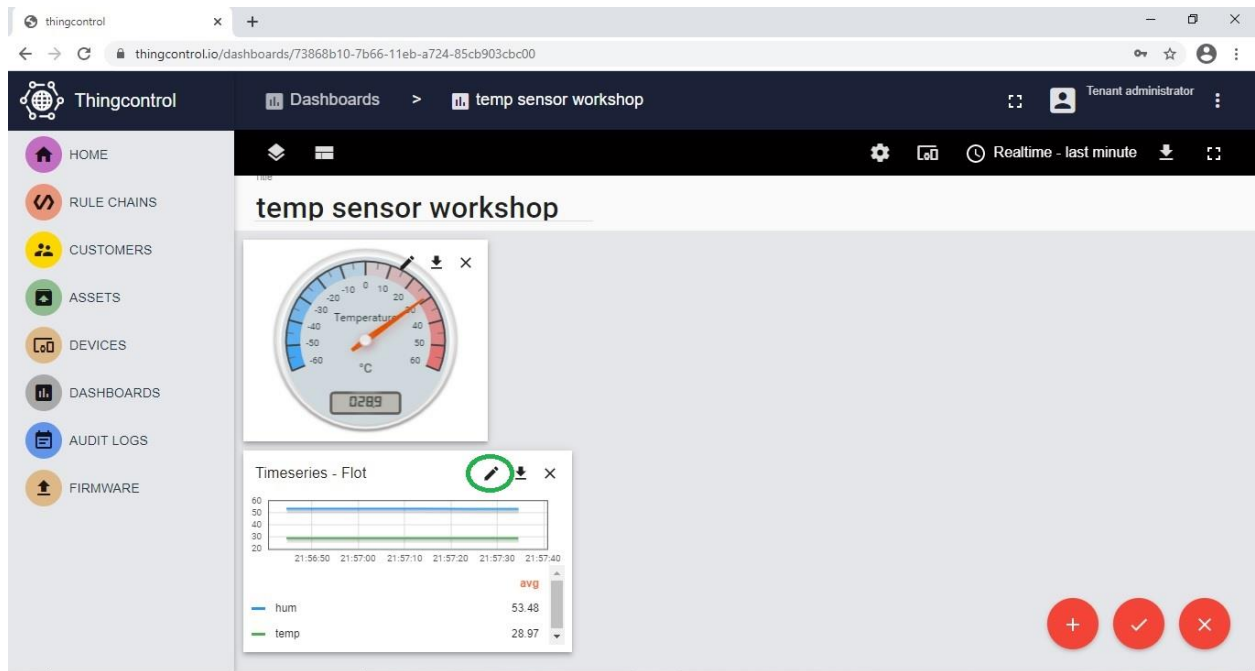 thingcontrol
thingcontrol.io/dashboards/73868b10-7b66-11eb-a724-85cb903cbc00
Thingcontrol
Dashboards > temp sensor workshop
Tenant administrator
HOME
RULE CHAINS
CUSTOMERS
ASSETS
DEVICES
DASHBOARDS
AUDIT LOGS
FIRMWARE
Realtime - last minute
Title
temp sensor workshop
-60 -50 -40 -30 -20 -10 0 10 20 30 40 50 60
Temperature
°C
028.9
Timeseries - Flot
60
50
40
30
20
21:56:50 21:57:00 21:57:10 21:57:20 21:57:30 21:57:40
avg
hum 53.48
temp 28.97